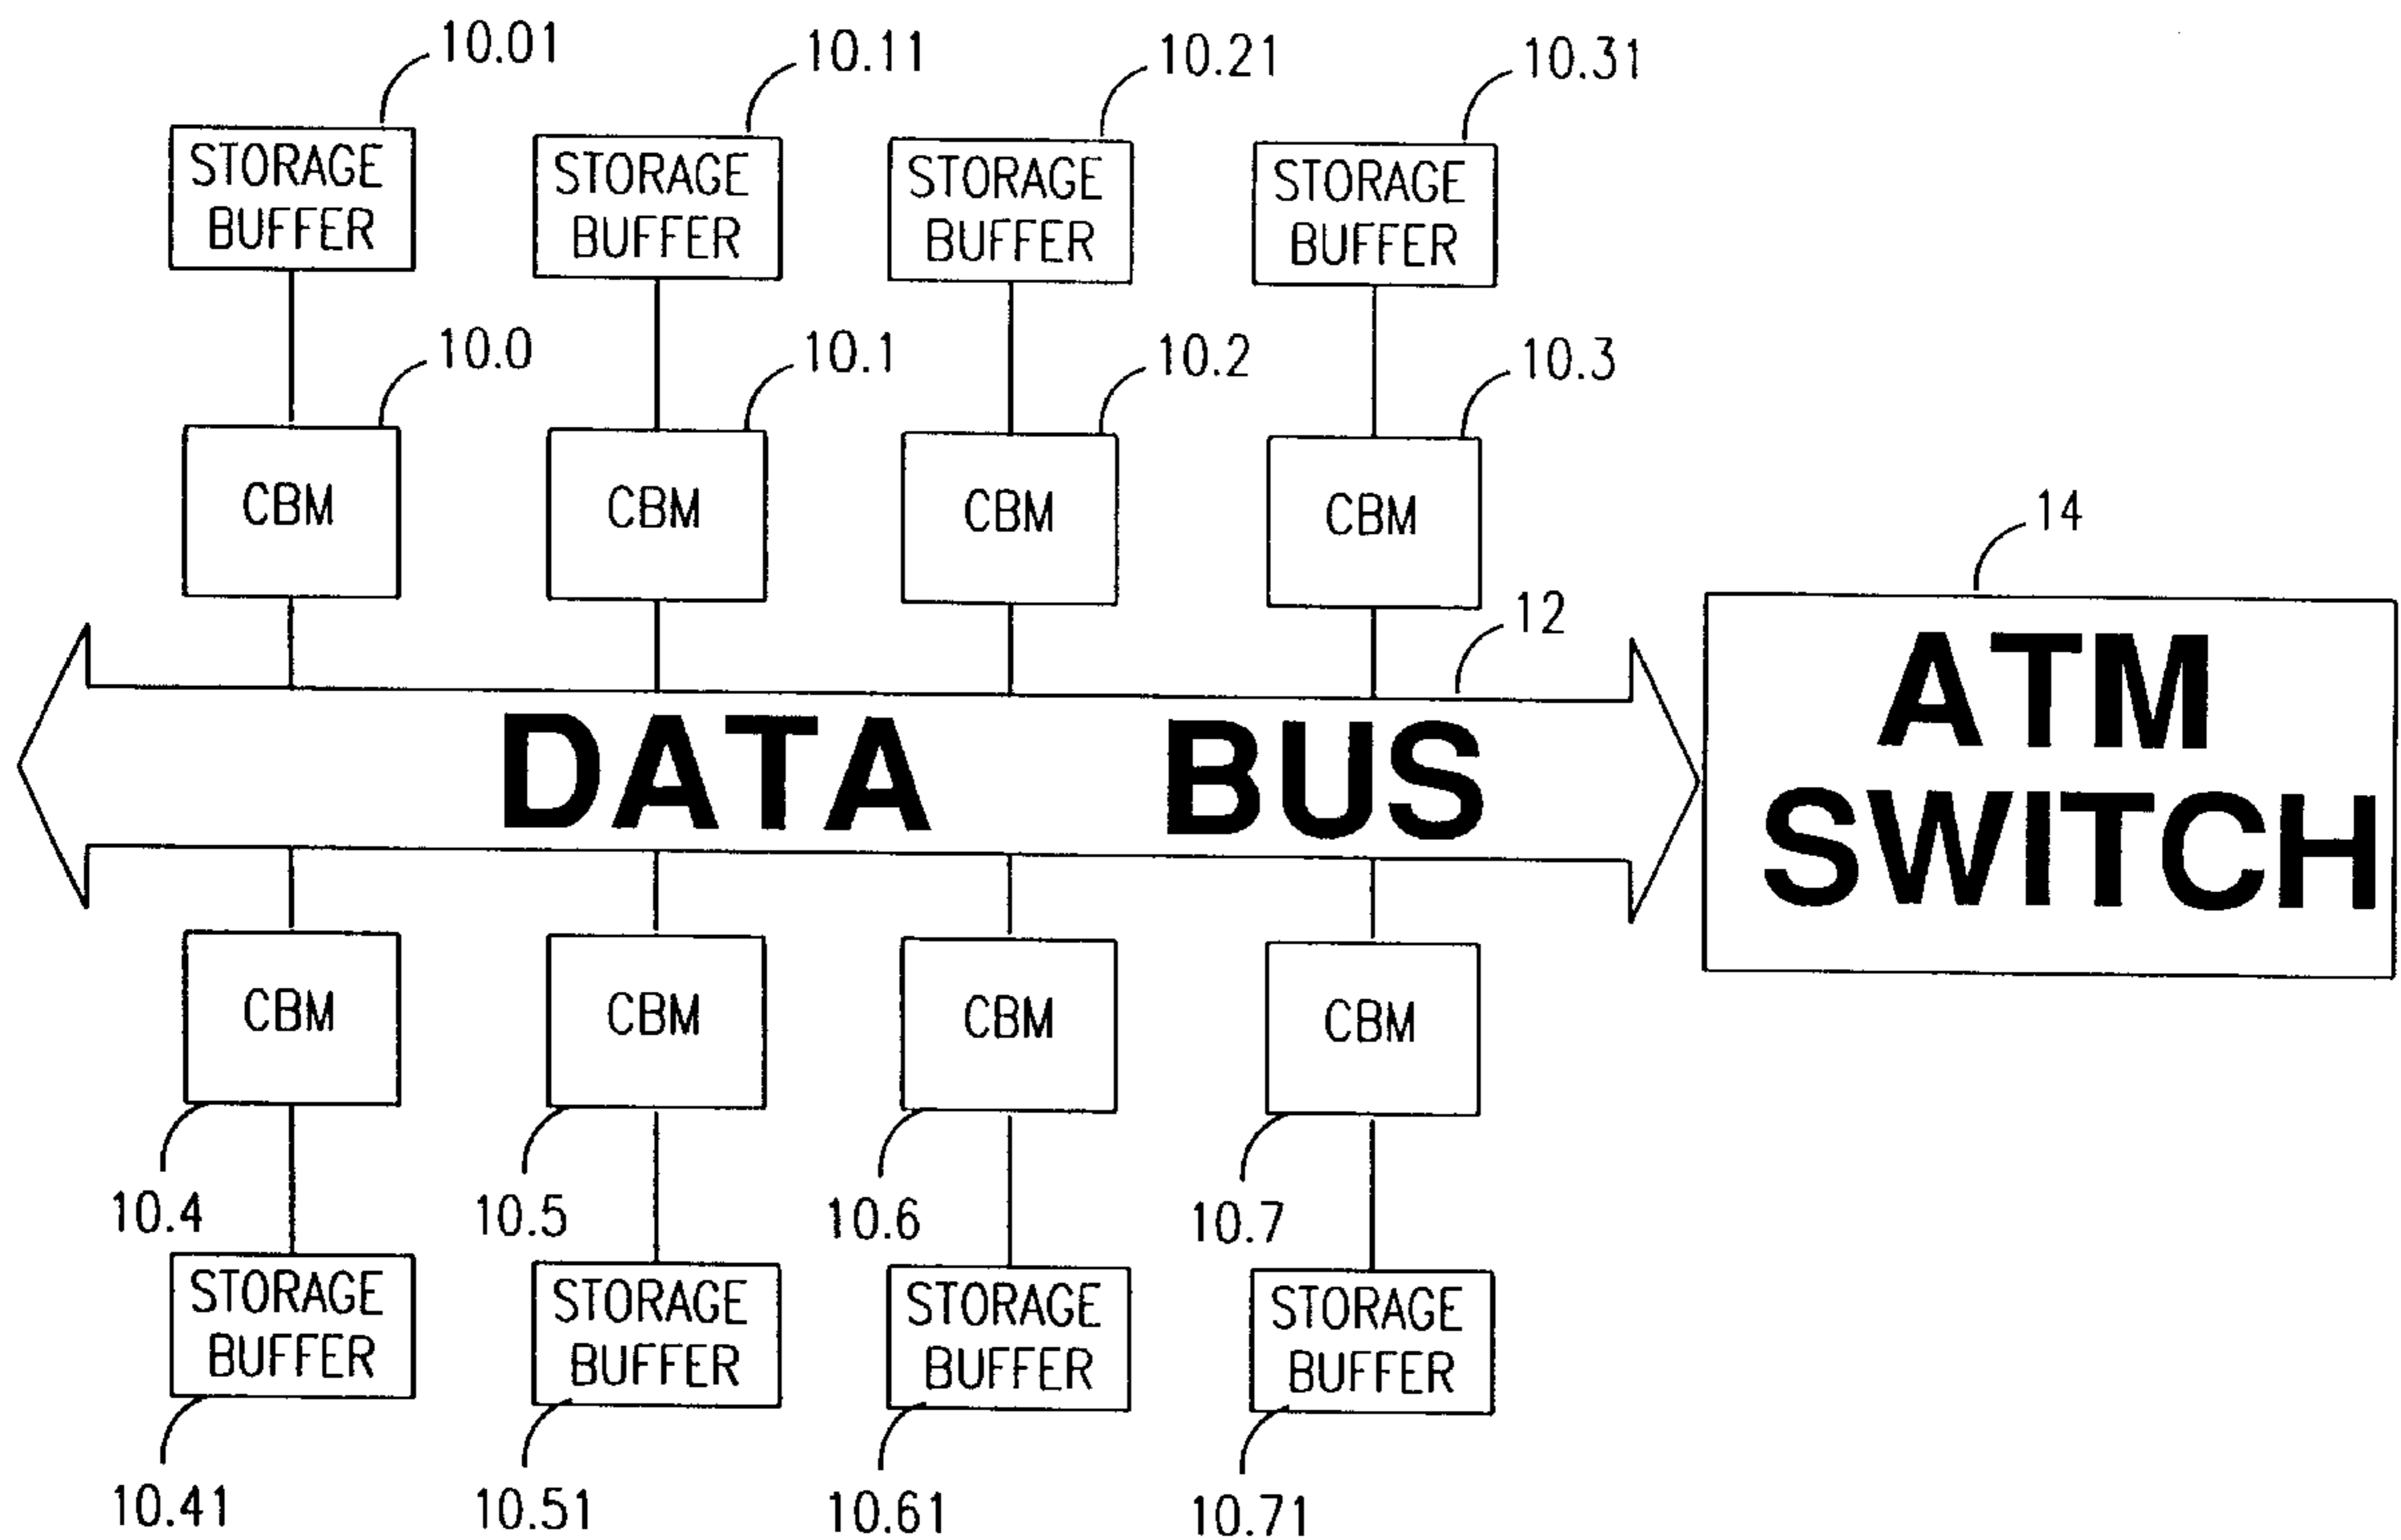 10.01
10.11
10.21
10.31
STORAGE
BUFFER
STORAGE
BUFFER
STORAGE
BUFFER
STORAGE
BUFFER
10.0
10.1
10.2
10.3
CBM
CBM
CBM
CBM
14
12
DATA BUS
ATM
SWITCH
CBM
CBM
CBM
CBM
10.4
10.5
10.6
10.7
STORAGE
BUFFER
STORAGE
BUFFER
STORAGE
BUFFER
STORAGE
BUFFER
10.41
10.51
10.61
10.71